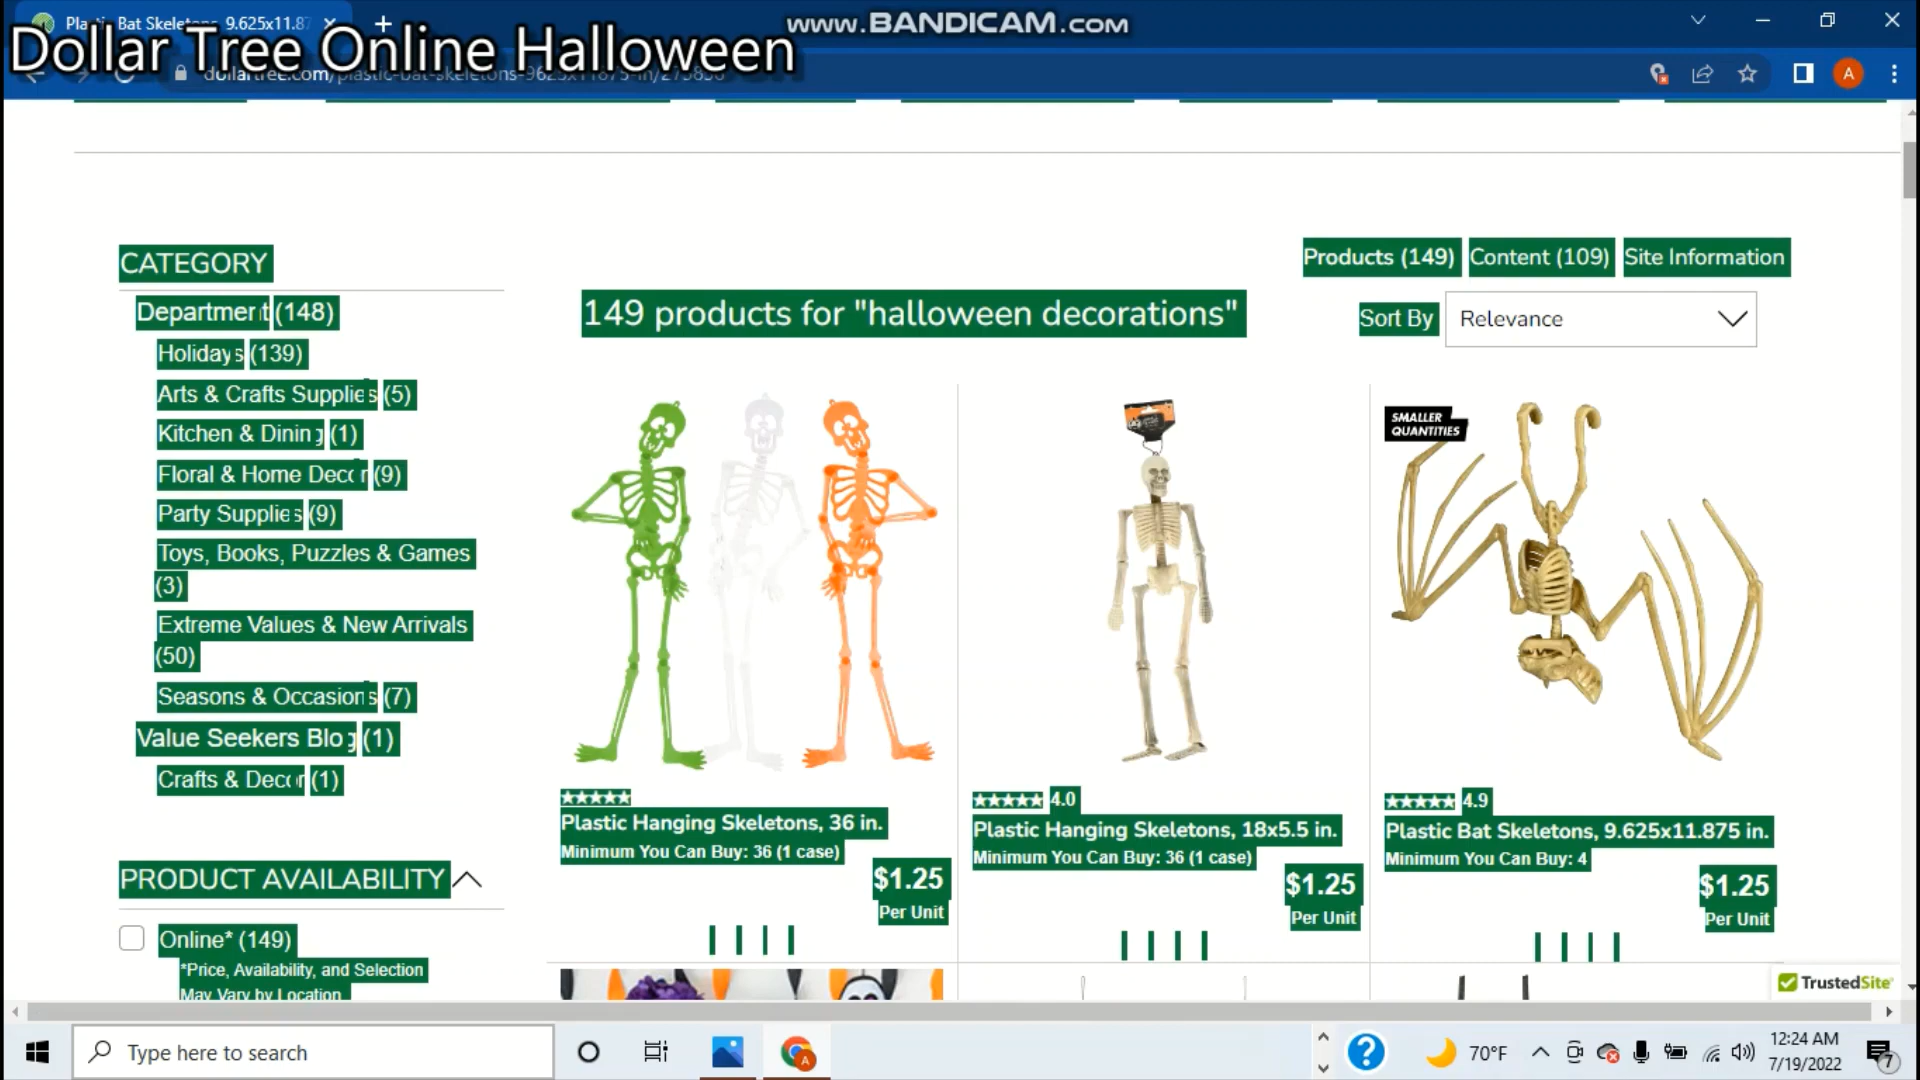 Plastic Bat Skeletons, 9.625x11.87
www.BANDICAM.com
Dollar Tree Online Halloween
dollartree.com/plastic-bat-skeletons-9625x11875-in/275836
A
Products (149) Content (109) Site Information
CATEGORY
Department (148)
149 products for "halloween decorations"
Sort By Relevance
Holidays (139)
Arts & Crafts Supplies (5)
Kitchen & Dining (1)
Floral & Home Decor (9)
Party Supplies (9)
Toys, Books, Puzzles & Games
(3)
Extreme Values & New Arrivals
(50)
Seasons & Occasions (7)
Value Seekers Blog (1)
Crafts & Decor (1)
SMALLER
QUANTITIES
Plastic Hanging Skeletons, 36 in.
Minimum You Can Buy: 36 (1 case)
$1.25
Per Unit
4.0
Plastic Hanging Skeletons, 18x5.5 in.
Minimum You Can Buy: 36 (1 case)
$1.25
Per Unit
4.9
Plastic Bat Skeletons, 9.625x11.875 in.
Minimum You Can Buy: 4
$1.25
Per Unit
PRODUCT AVAILABILITY
Online* (149)
*Price, Availability, and Selection
May Vary by Location
TrustedSite
Type here to search
A
70°F
12:24 AM
7/19/2022
7